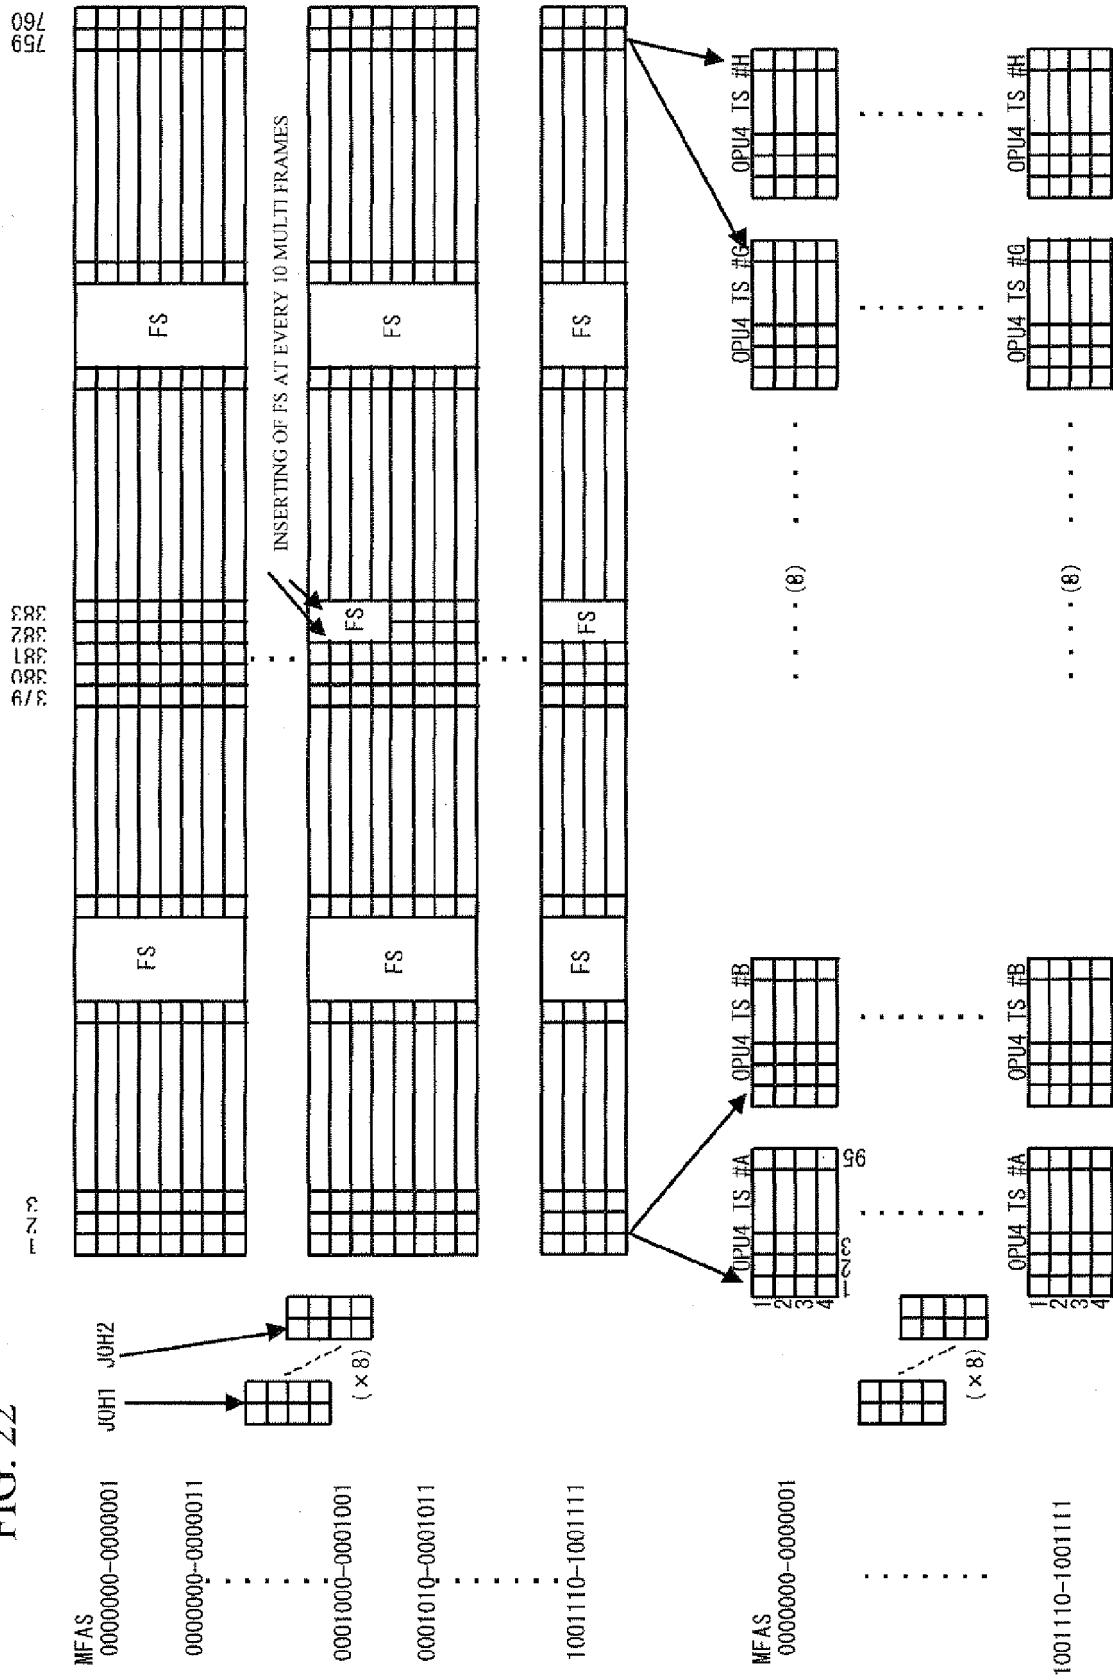 FIG. 22
MFAS
0000000-0000001
0000000-0000011
0001000-0001001
0001010-0001011
1001110-1001111
JOH1
JOH2
(×8)
1
2
3
379
380
381
382
383
759
760
FS
FS
INSERTING OF FS AT EVERY 10 MULTI FRAMES
FS
FS
FS
FS
FS
FS
MFAS
0000000-0000001
1001110-1001111
(×8)
OPU4 TS #A
OPU4 TS #B
(8)
OPU4 TS #G
OPU4 TS #H
1
2
3
4
1
2
3
95
OPU4 TS #A
OPU4 TS #B
(8)
OPU4 TS #G
OPU4 TS #H
1
2
3
4